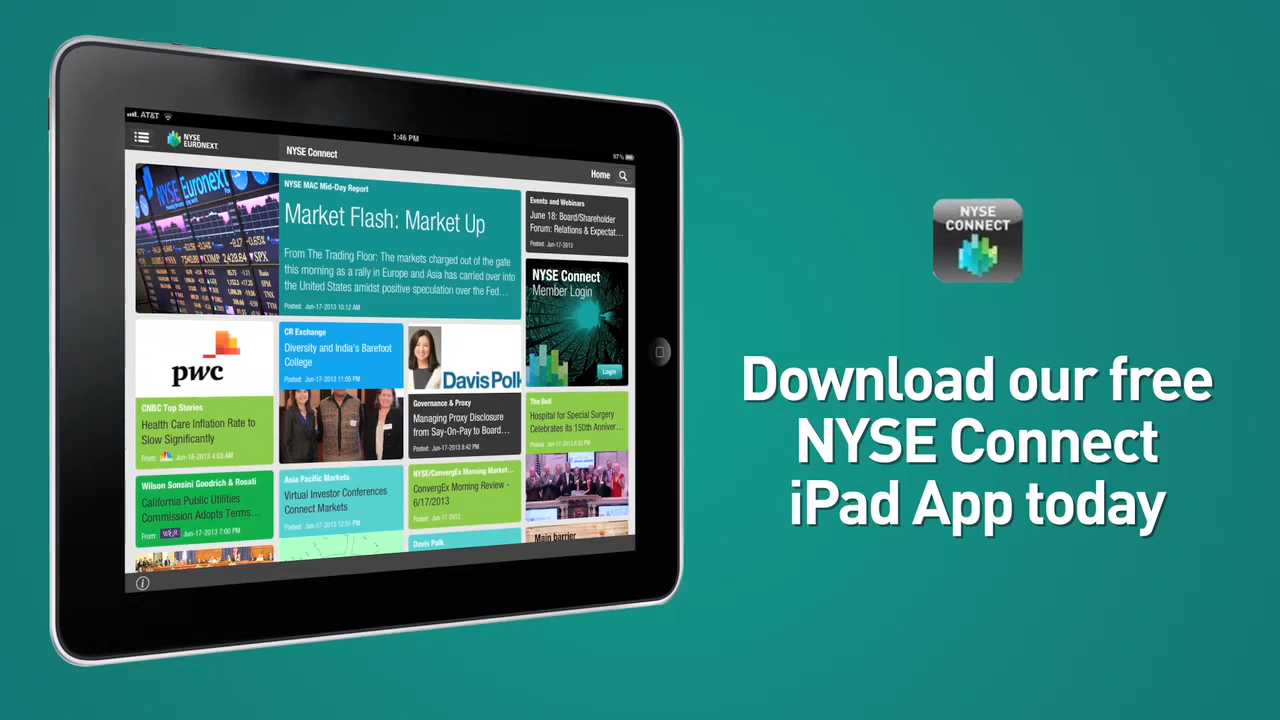 AT&T
1:46 PM
97%
NYSE
EURONEXT.
NYSE Connect
Home
NYSE Euronext
NYSE MAC Mid-Day Report
Market Flash: Market Up
From The Trading Floor: The markets charged out of the gate
this morning as a rally in Europe and Asia has carried over into
the United States amidst positive speculation over the Fed...
Posted: Jun-17-2013 10:12 AM
Events and Webinars
June 18: Board/Shareholder
Forum: Relations & Expectat...
Posted: Jun-17-2013
NYSE Connect
Member Login
Login
pwc
CNBC Top Stories
Health Care Inflation Rate to
Slow Significantly
From:
Jun-18-2013 4:03 AM
CR Exchange
Diversity and India's Barefoot
College
Posted: Jun-17-2013 11:05 PM
Davis Polk
Governance & Proxy
Managing Proxy Disclosure
from Say-On-Pay to Board...
Posted: Jun-17-2013 8:42 PM
The Bell
Hospital for Special Surgery
Celebrates its 150th Anniver...
Posted: Jun-17-2013 8:32 PM
Wilson Sonsini Goodrich & Rosati
California Public Utilities
Commission Adopts Terms...
From:
Jun-17-2013 7:00 PM
Asia Pacific Markets
Virtual Investor Conferences
Connect Markets
Posted: Jun-17-2013 12:51 PM
NYSE/ConvergEx Morning Market...
ConvergEx Morning Review -
6/17/2013
Posted: Jun-17-2013
Davis Polk
Main barrier
NYSE
CONNECT
Download our free
NYSE Connect
iPad App today